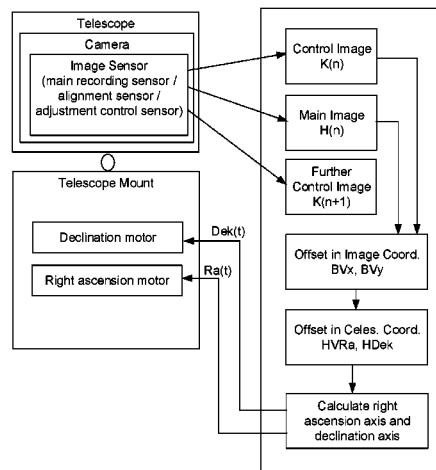 Telescope
Camera
Image Sensor
(main recording sensor /
alignment sensor /
adjustment control sensor)
Telescope Mount
Declination motor
Right ascension motor
Dek(t)
Ra(t)
Control Image
K(n)
Main Image
H(n)
Further
Control Image
K(n+1)
Offset in Image Coord.
BVx, BVy
Offset in Celes. Coord.
HVRa, HDek
Calculate right
ascension axis and
declination axis